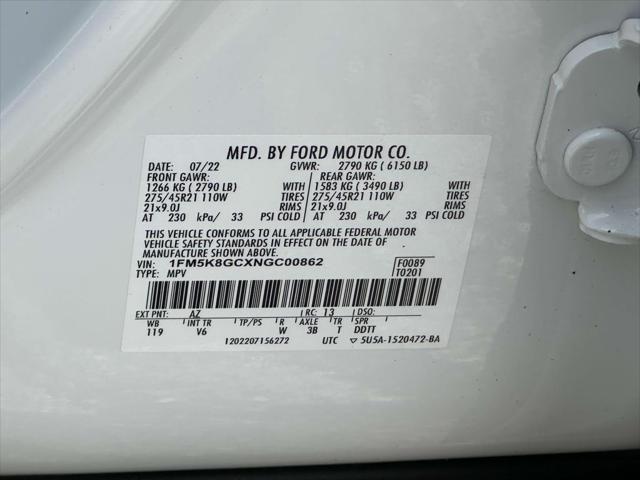 MFD. BY FORD MOTOR CO.
DATE: 07/22 GVWR: 2790 KG ( 6150 LB)
FRONT GAWR: REAR GAWR:
1266 KG ( 2790 LB) WITH 1583 KG ( 3490 LB) WITH
275/45R21 110W TIRES 275/45R21 110W TIRES
21x9.0J RIMS 21x9.0J RIMS
AT 230 kPa/ 33 PSI COLD AT 230 kPa/ 33 PSI COLD
THIS VEHICLE CONFORMS TO ALL APPLICABLE FEDERAL MOTOR
VEHICLE SAFETY STANDARDS IN EFFECT ON THE DATE OF
MANUFACTURE SHOWN ABOVE.
VIN: 1FM5K8GCXNGC00862 F0089
TYPE: MPV T0201
EXT PNT: AZ RC: 13 DSO:
WB INT TR TP/PS R AXLE TR SPR
119 V6 W 3B T DDTT
1202207156272 UTC ▽ 5U5A-1520472-BA